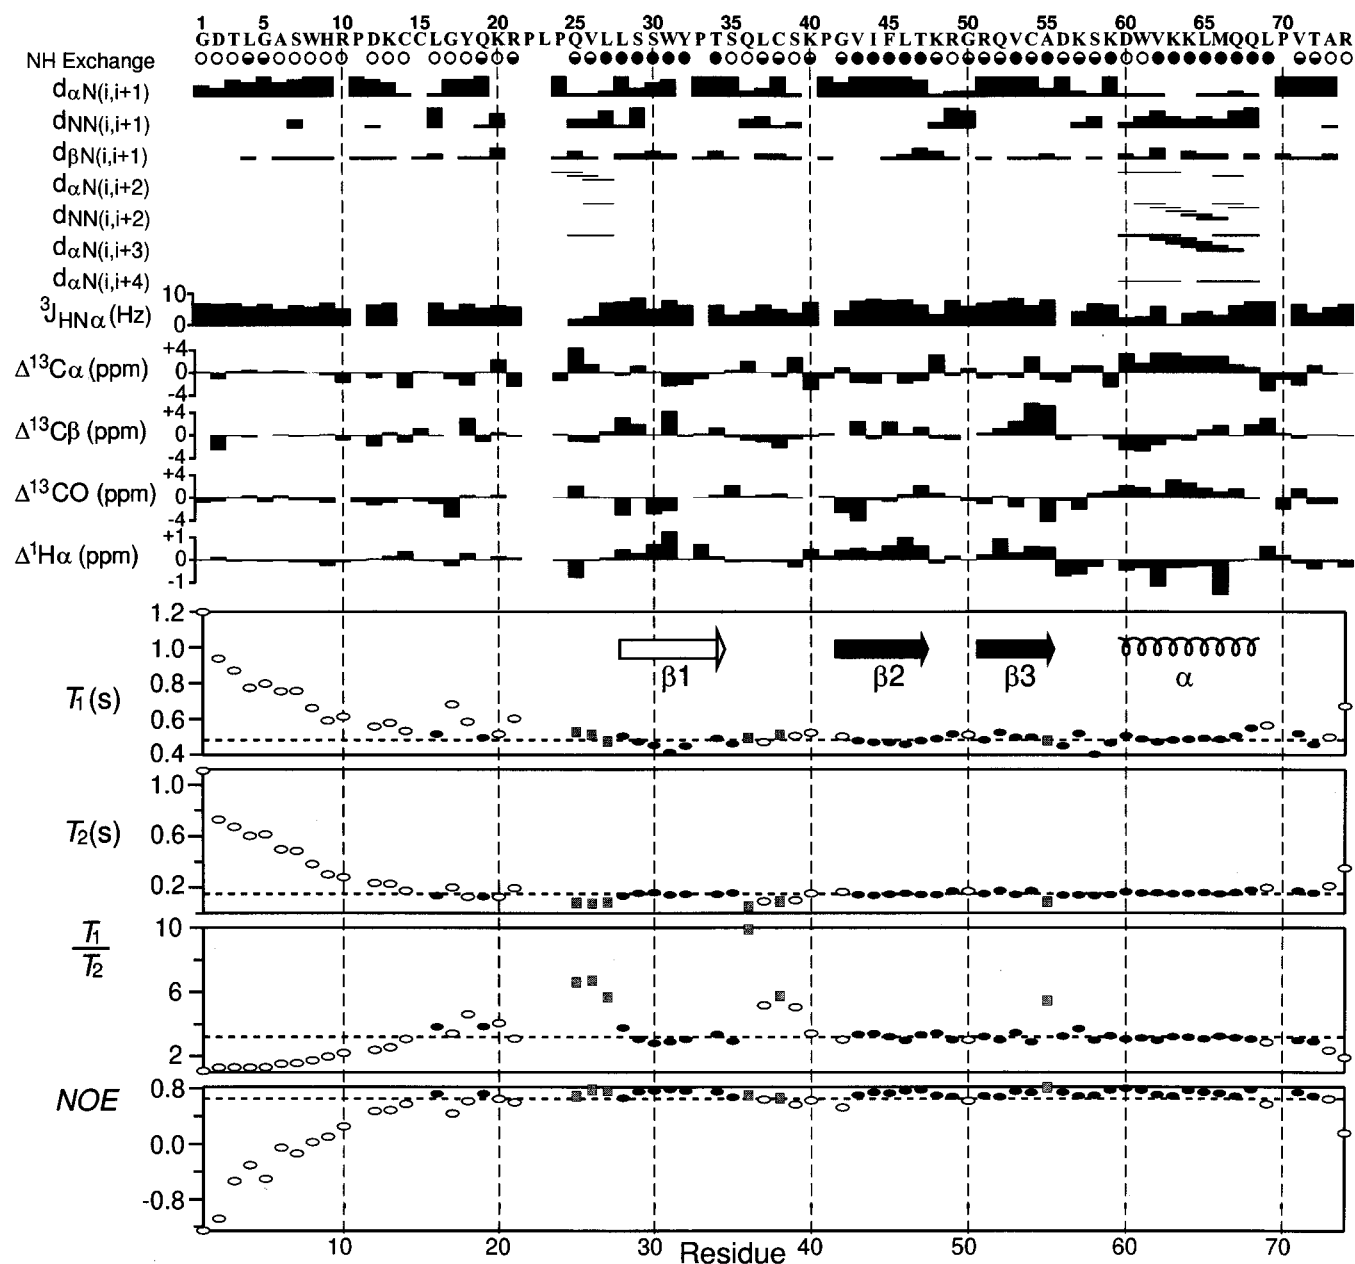 1 5 10 15 20 25 30 35 40 45 50 55 60 65 70
GDTLGASWHRPDKCCLGYQKRPLPQVLLSSWYPTSQLCSKPGVIFLTKRGRQVCADKSKDWVKKLMQQLPVTAR
NH Exchange
dαN(i,i+1)
dNN(i,i+1)
dβN(i,i+1)
dαN(i,i+2)
dNN(i,i+2)
dαN(i,i+3)
dαN(i,i+4)
10
³JHNα (Hz)
0
+4
Δ¹³Cα (ppm) 0
-4
+4
Δ¹³Cβ (ppm) 0
-4
+4
Δ¹³CO (ppm) 0
-4
+1
Δ¹Hα (ppm) 0
-1
1.2
1.0
β1 β2 β3 α
0.8
T1 (s)
0.6
0.4
1.0
T2(s) 0.6
0.2
10
T1
T2
6
2
NOE 0.8
0.0
-0.8
10 20 30 40 50 60 70
Residue